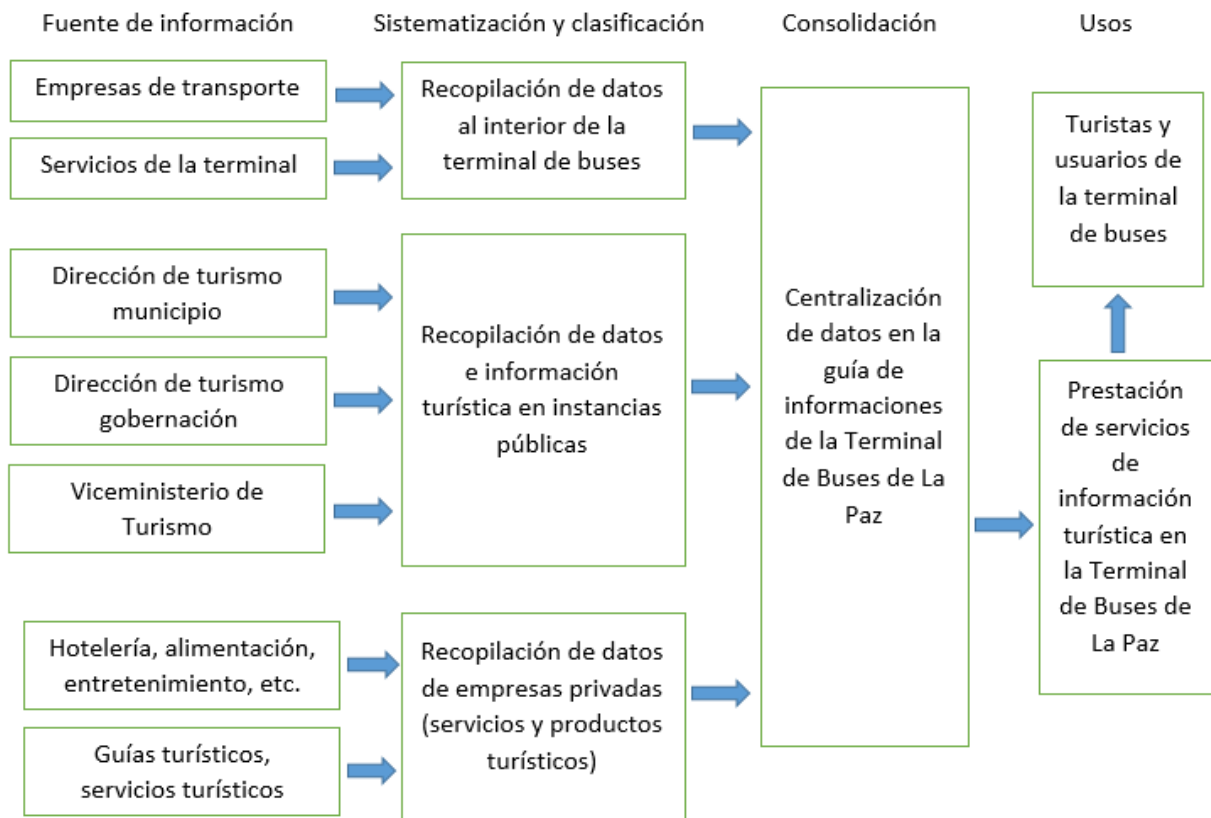 Fuente de información
Sistematización y clasificación
Consolidación
Usos
Empresas de transporte
Servicios de la terminal
Recopilación de datos
al interior de la
terminal de buses
Dirección de turismo
municipio
Dirección de turismo
gobernación
Viceministerio de
Turismo
Recopilación de datos
e información
turística en instancias
públicas
Hotelería, alimentación,
entretenimiento, etc.
Guías turísticos,
servicios turísticos
Recopilación de datos
de empresas privadas
(servicios y productos
turísticos)
Centralización
de datos en la
guía de
informaciones
de la Terminal
de Buses de La
Paz
Turistas y
usuarios de
la terminal
de buses
Prestación
de servicios
de
información
turística en
la Terminal
de Buses de
La Paz